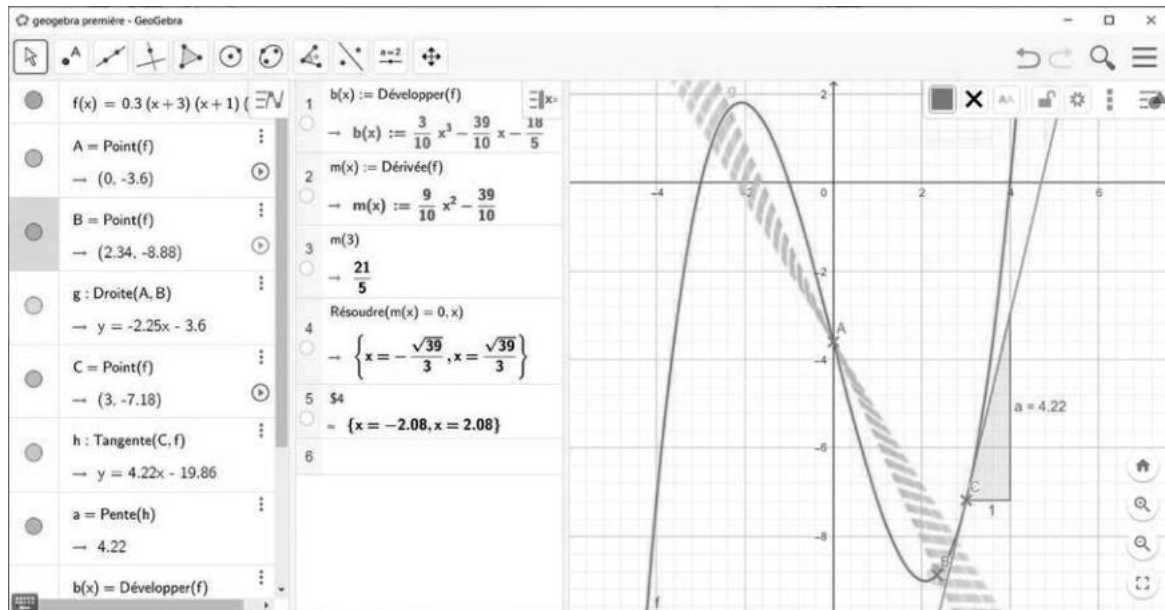 geogebra première - GeoGebra
A
a=2
f(x) = 0.3 (x + 3) (x + 1) (
A = Point(f)
→ (0, -3.6)
B = Point(f)
→ (2.34, -8.88)
g : Droite(A, B)
→ y = -2.25x - 3.6
C = Point(f)
→ (3, -7.18)
h : Tangente(C, f)
→ y = 4.22x - 19.86
a = Pente(h)
→ 4.22
b(x) = Développer(f)
x=
1 b(x) := Développer(f)
→ b(x) := 3/10 x³ − 39/10 x − 18/5
2 m(x) := Dérivée(f)
→ m(x) := 9/10 x² − 39/10
3 m(3)
→ 21/5
4 Résoudre(m(x) = 0, x)
→ {x = −√39/3, x = √39/3}
5 $4
≈ {x = −2.08, x = 2.08}
6
AA
g
2
-4 -2 0 2 4 6
-2
A
-4
a = 4.22
-6
C
1
-8
B
f